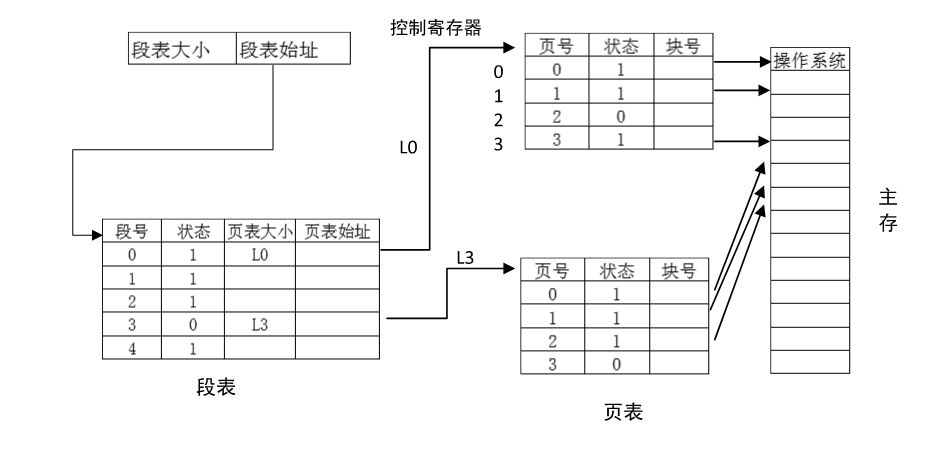 控制寄存器
段表大小 段表始址
页号 状态 块号
0 1
1 1
2 0
3 1
0
1
2
3
操作系统
L0
主存
段号 状态 页表大小 页表始址
0 1 L0
1 1
2 1
3 0 L3
4 1
L3
页号 状态 块号
0 1
1 1
2 1
3 0
段表
页表